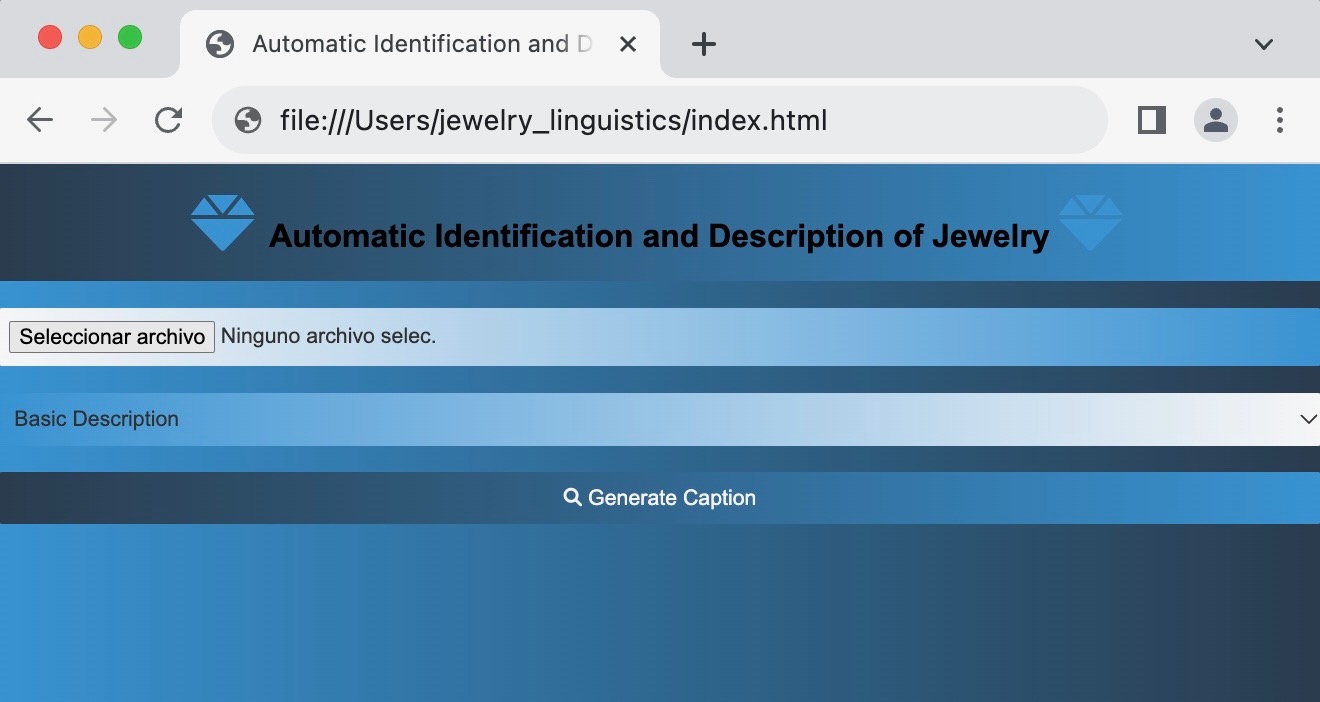 Automatic Identification and D
file:///Users/jewelry_linguistics/index.html
Automatic Identification and Description of Jewelry
Seleccionar archivo Ninguno archivo selec.
Basic Description
Generate Caption